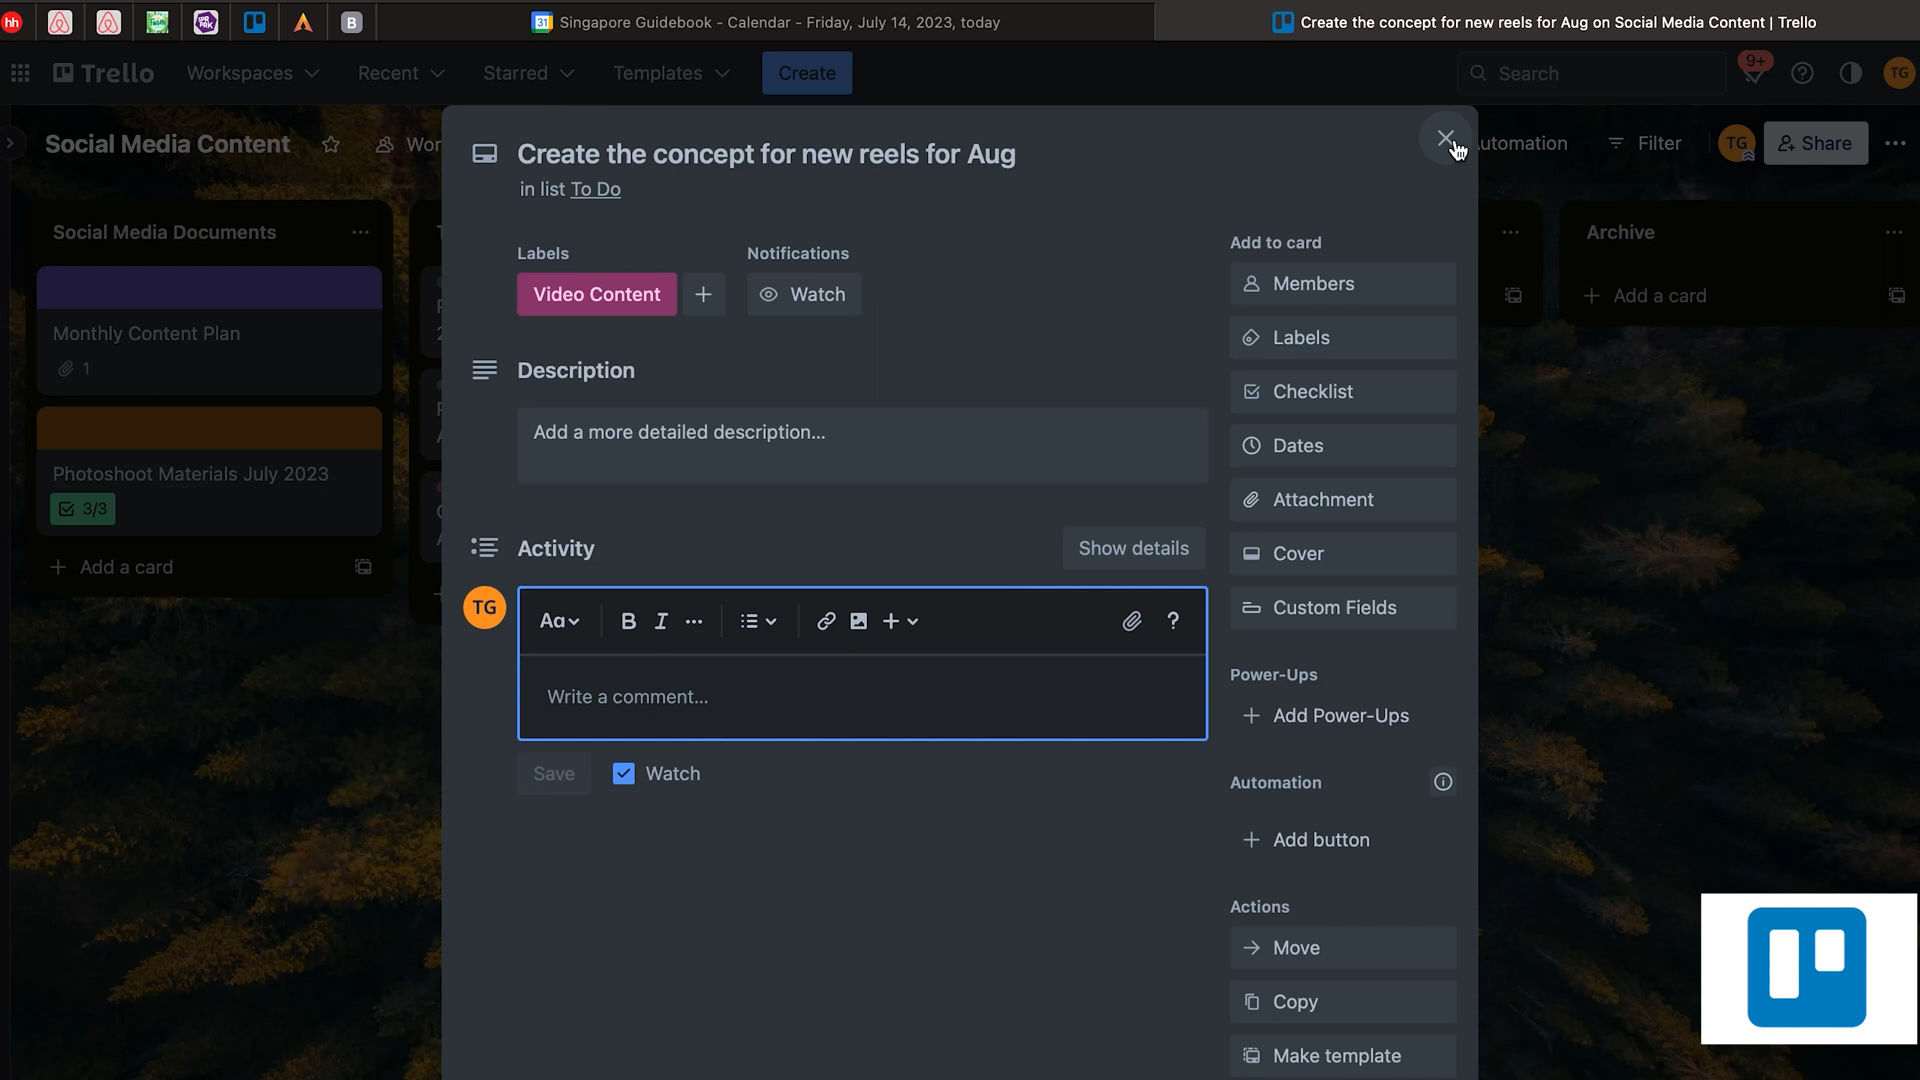 hh
SPR PRK
B
31 Singapore Guidebook - Calendar - Friday, July 14, 2023, today
Create the concept for new reels for Aug on Social Media Content | Trello
Trello
Workspaces
Recent
Starred
Templates
Create
Search
9+
TG
Social Media Content
Wor
utomation
Filter
TG
Share
Social Media Documents
Monthly Content Plan
1
Photoshoot Materials July 2023
3/3
+ Add a card
Create the concept for new reels for Aug
in list To Do
Labels
Notifications
Video Content
+
Watch
Description
Add a more detailed description...
Activity
Show details
TG
Aa
B
I
?
Write a comment...
Save
Watch
Add to card
Members
Labels
Checklist
Dates
Attachment
Cover
Custom Fields
Power-Ups
+ Add Power-Ups
Automation
+ Add button
Actions
Move
Copy
Make template
Archive
+ Add a card